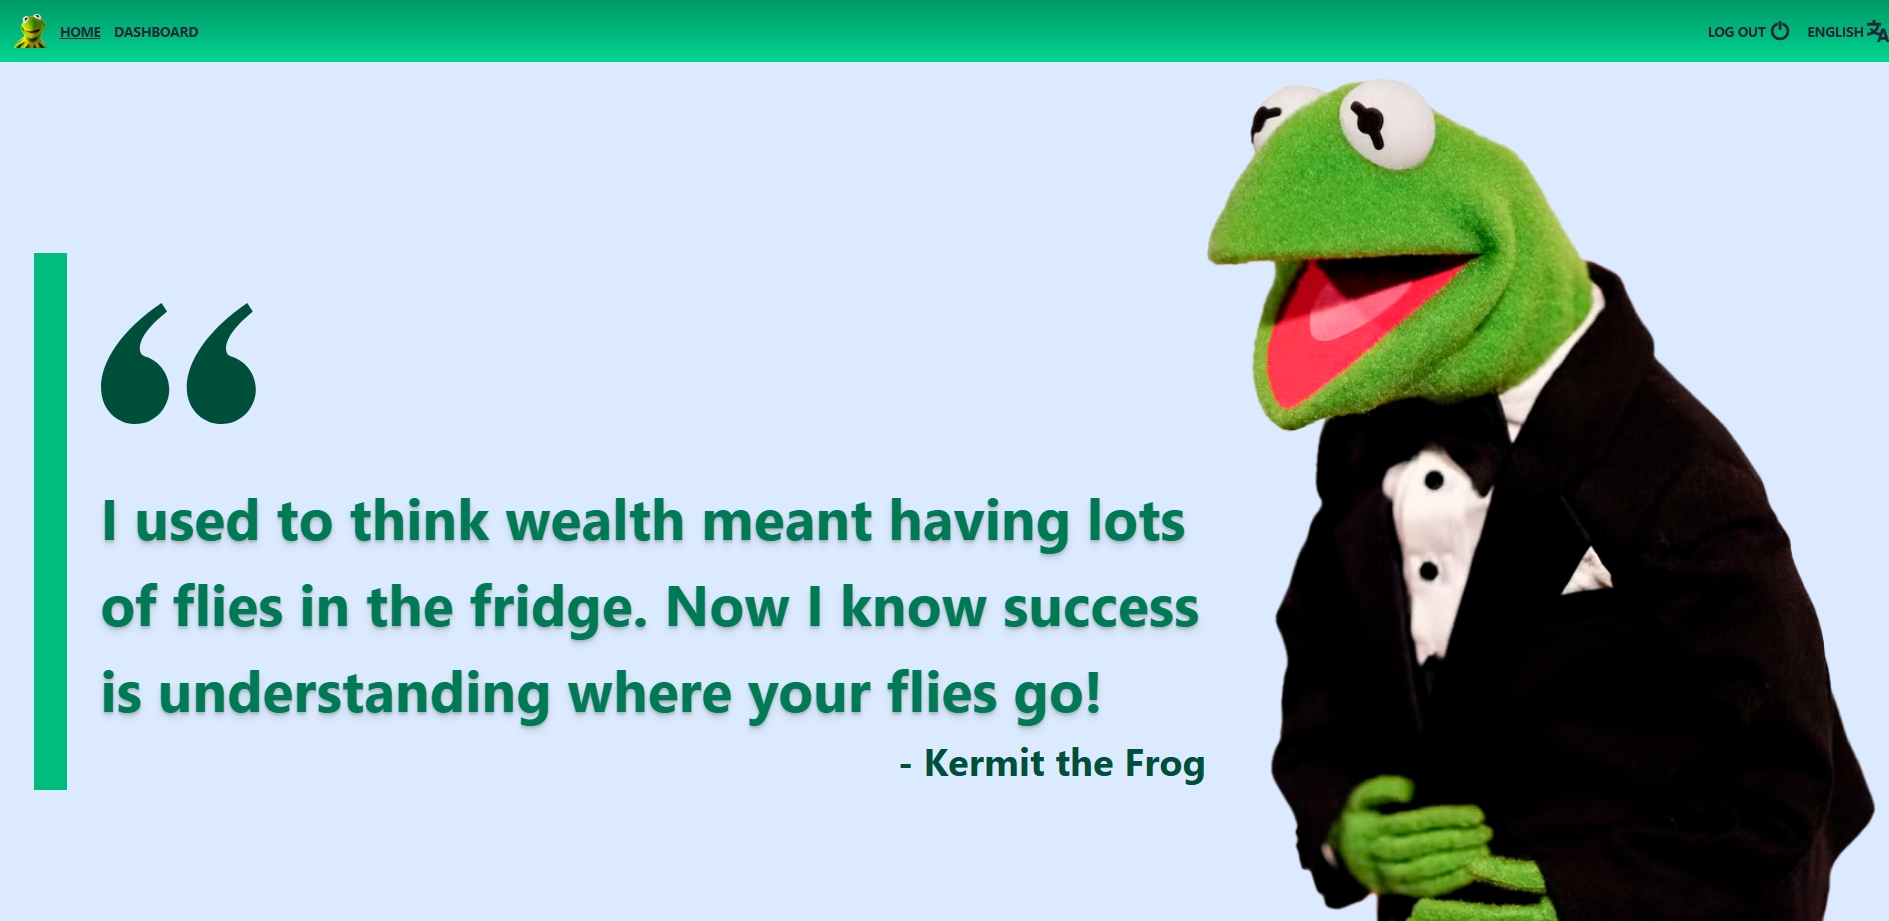 HOME DASHBOARD LOG OUT ENGLISH
“
I used to think wealth meant having lots
of flies in the fridge. Now I know success
is understanding where your flies go!
- Kermit the Frog